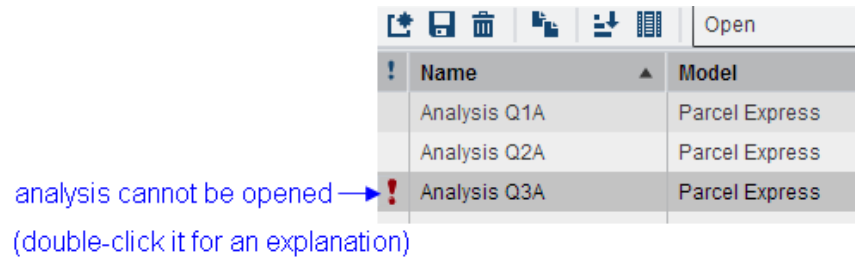 Open
! Name Model
Analysis Q1A Parcel Express
Analysis Q2A Parcel Express
analysis cannot be opened ! Analysis Q3A Parcel Express
(double-click it for an explanation)